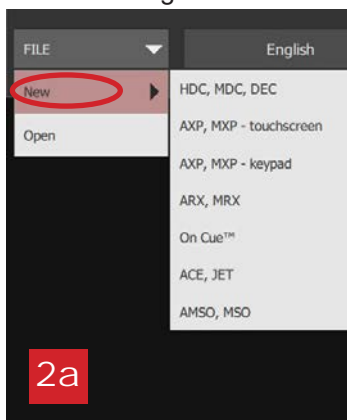 FILE
English
New
HDC, MDC, DEC
Open
AXP, MXP - touchscreen
AXP, MXP - keypad
ARX, MRX
On Cue™
ACE, JET
AMSO, MSO
2a